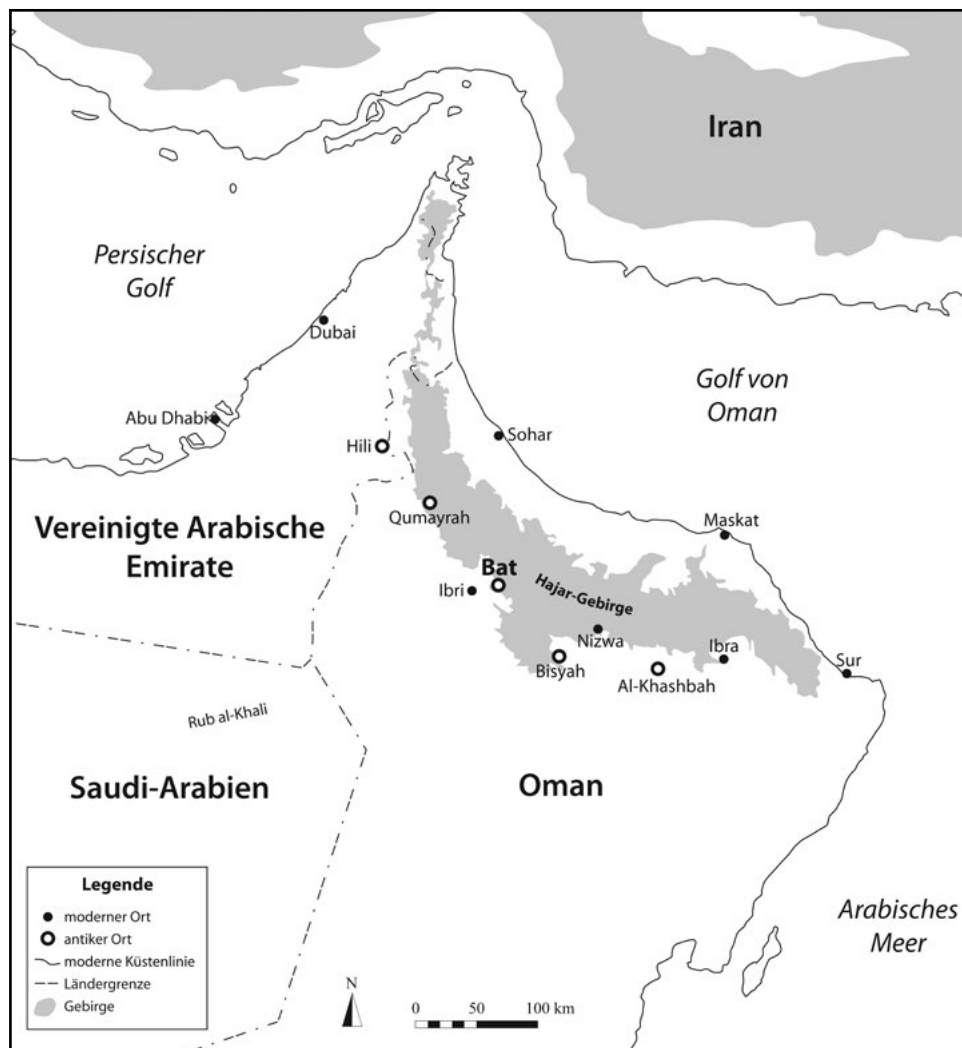 Iran
Persischer
Golf
Dubai
Golf von
Oman
Abu Dhabi
Sohar
Hili
Qumayrah
Vereinigte Arabische
Emirate
Maskat
Bat
Ibri
Hajar-Gebirge
Nizwa
Ibra
Bisyah
Al-Khashbah
Sur
Rub al-Khali
Saudi-Arabien
Oman
Legende
moderner Ort
antiker Ort
moderne Küstenlinie
Ländergrenze
Gebirge
Arabisches
Meer
N
0 50 100 km